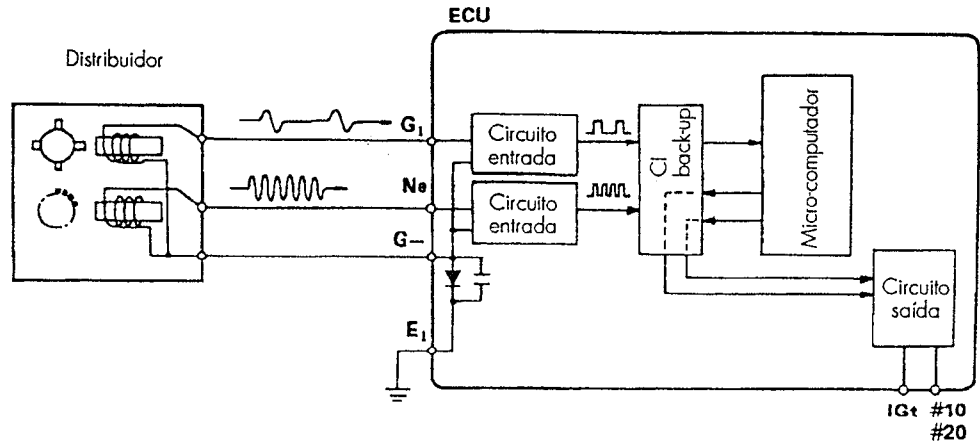 ECU
Distribuidor
G1
Circuito
entrada
CI
back-up
Micro-computador
Ne
Circuito
entrada
G–
Circuito
saída
E1
IGt #10
#20